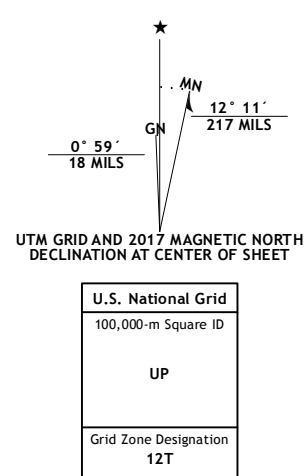 ★
MN
12° 11´
217 MILS
GN
0° 59´
18 MILS
UTM GRID AND 2017 MAGNETIC NORTH
DECLINATION AT CENTER OF SHEET
U.S. National Grid
100,000-m Square ID
UP
Grid Zone Designation
12T